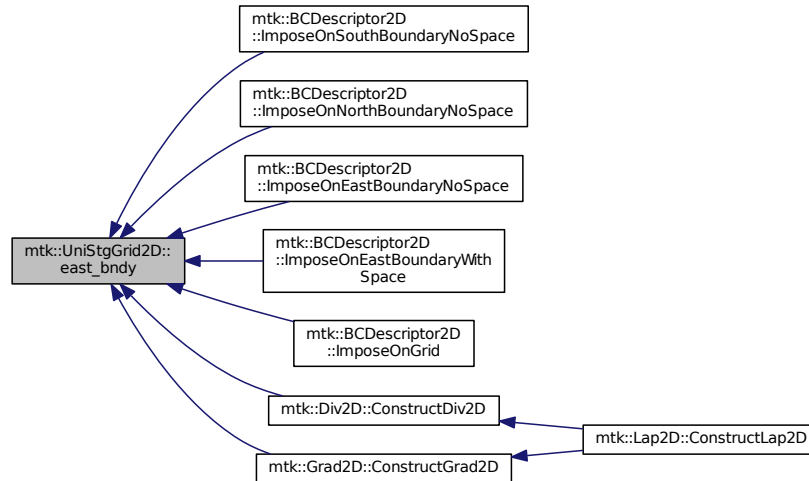 mtk::BCDescriptor2D
::ImposeOnSouthBoundaryNoSpace
mtk::BCDescriptor2D
::ImposeOnNorthBoundaryNoSpace
mtk::BCDescriptor2D
::ImposeOnEastBoundaryNoSpace
mtk::UniStgGrid2D::
east_bndy
mtk::BCDescriptor2D
::ImposeOnEastBoundaryWith
Space
mtk::BCDescriptor2D
::ImposeOnGrid
mtk::Div2D::ConstructDiv2D
mtk::Lap2D::ConstructLap2D
mtk::Grad2D::ConstructGrad2D